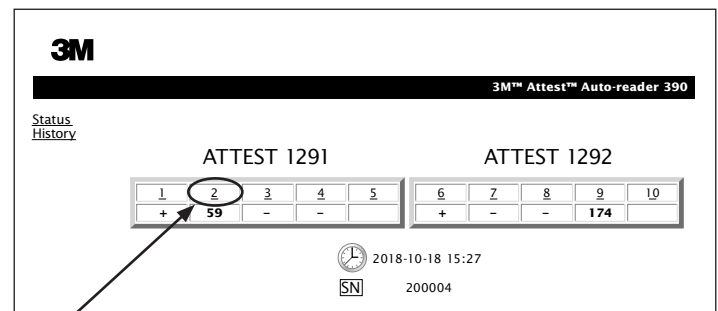 3M
3M™ Attest™ Auto-reader 390
Status
History
ATTEST 1291 ATTEST 1292
1 2 3 4 5 6 7 8 9 10
+ 59 – – + – – 174
2018-10-18 15:27
SN 200004